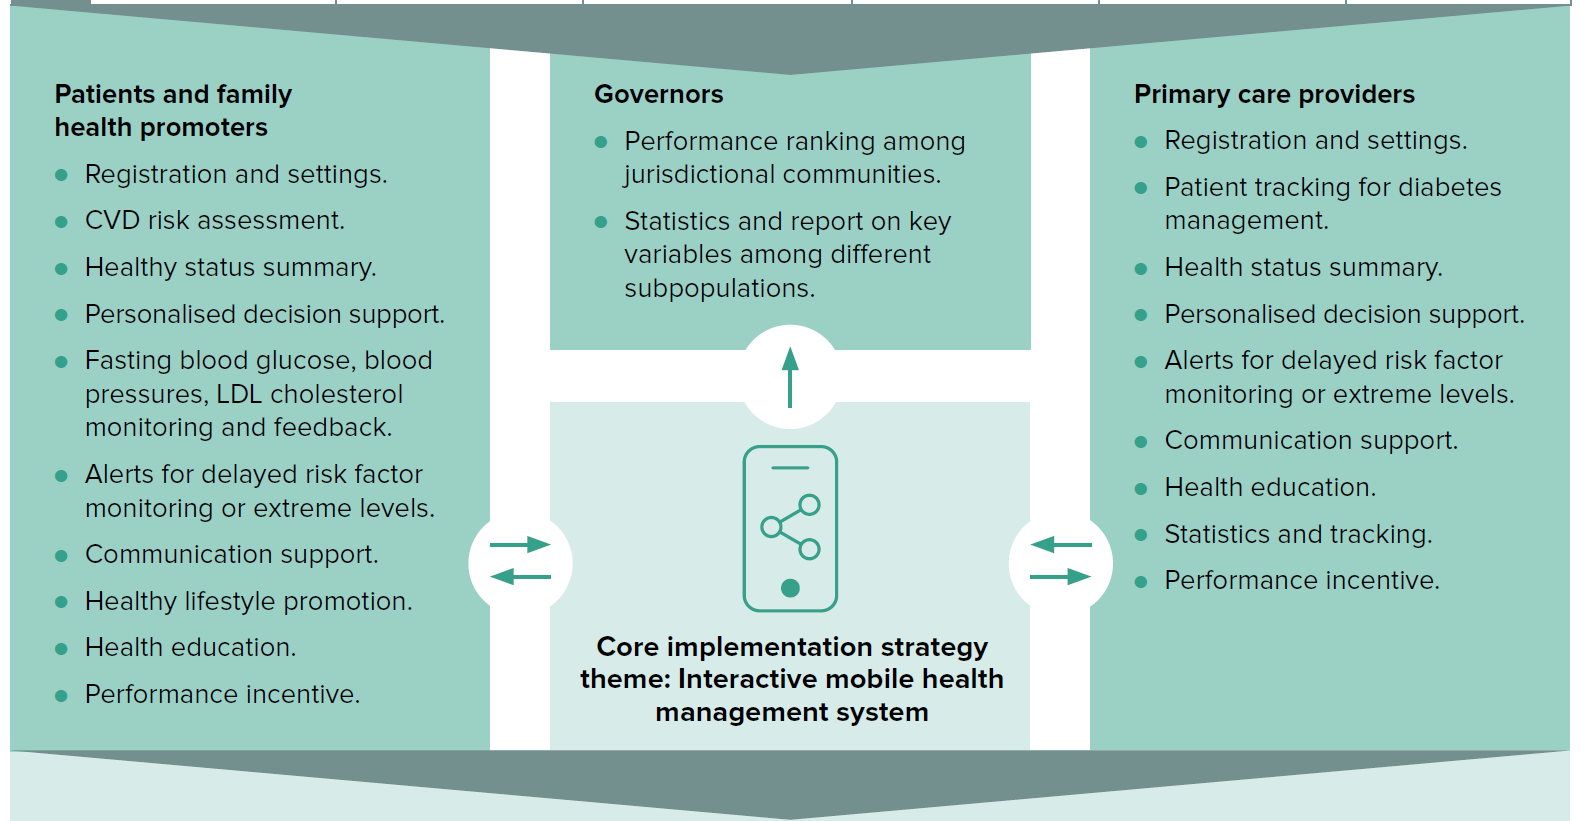 Patients and family
health promoters
Registration and settings.
CVD risk assessment.
Healthy status summary.
Personalised decision support.
Fasting blood glucose, blood
pressures, LDL cholesterol
monitoring and feedback.
Alerts for delayed risk factor
monitoring or extreme levels.
Communication support.
Healthy lifestyle promotion.
Health education.
Performance incentive.
Governors
Performance ranking among
jurisdictional communities.
Statistics and report on key
variables among different
subpopulations.
Core implementation strategy
theme: Interactive mobile health
management system
Primary care providers
Registration and settings.
Patient tracking for diabetes
management.
Health status summary.
Personalised decision support.
Alerts for delayed risk factor
monitoring or extreme levels.
Communication support.
Health education.
Statistics and tracking.
Performance incentive.